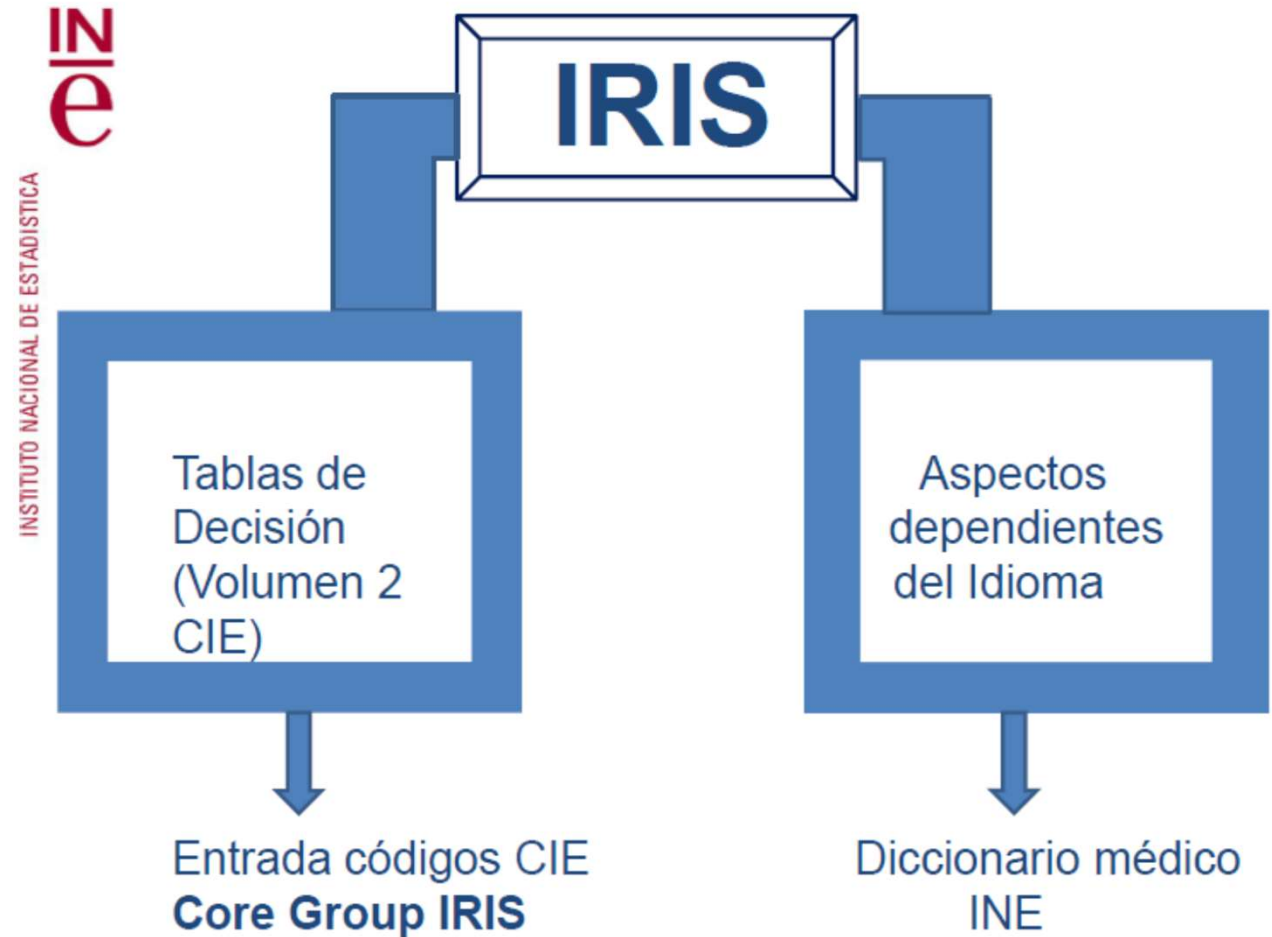 IN
e
INSTITUTO NACIONAL DE ESTADISTICA
IRIS
Tablas de
Decisión
(Volumen 2
CIE)
Aspectos
dependientes
del Idioma
Entrada códigos CIE
Core Group IRIS
Diccionario médico
INE